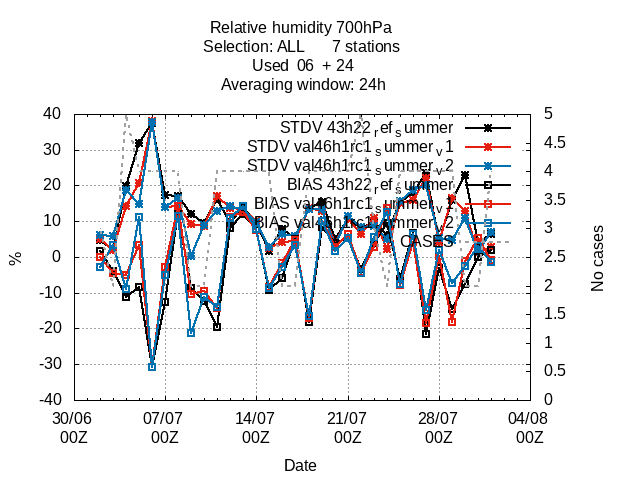 Relative humidity 700hPa
Selection: ALL 7 stations
Used 06 + 24
Averaging window: 24h
STDV 43h22_ref_summer
STDV val46h1rc1_summer_v1
STDV val46h1rc1_summer_v2
BIAS 43h22_ref_summer
BIAS val46h1rc1_summer_v1
BIAS val46h1rc1_summer_v2
CASES
40
30
20
10
0
-10
-20
-30
-40
%
5
4.5
4
3.5
3
2.5
2
1.5
1
0.5
0
No cases
30/06 07/07 14/07 21/07 28/07 04/08
00Z 00Z 00Z 00Z 00Z 00Z
Date